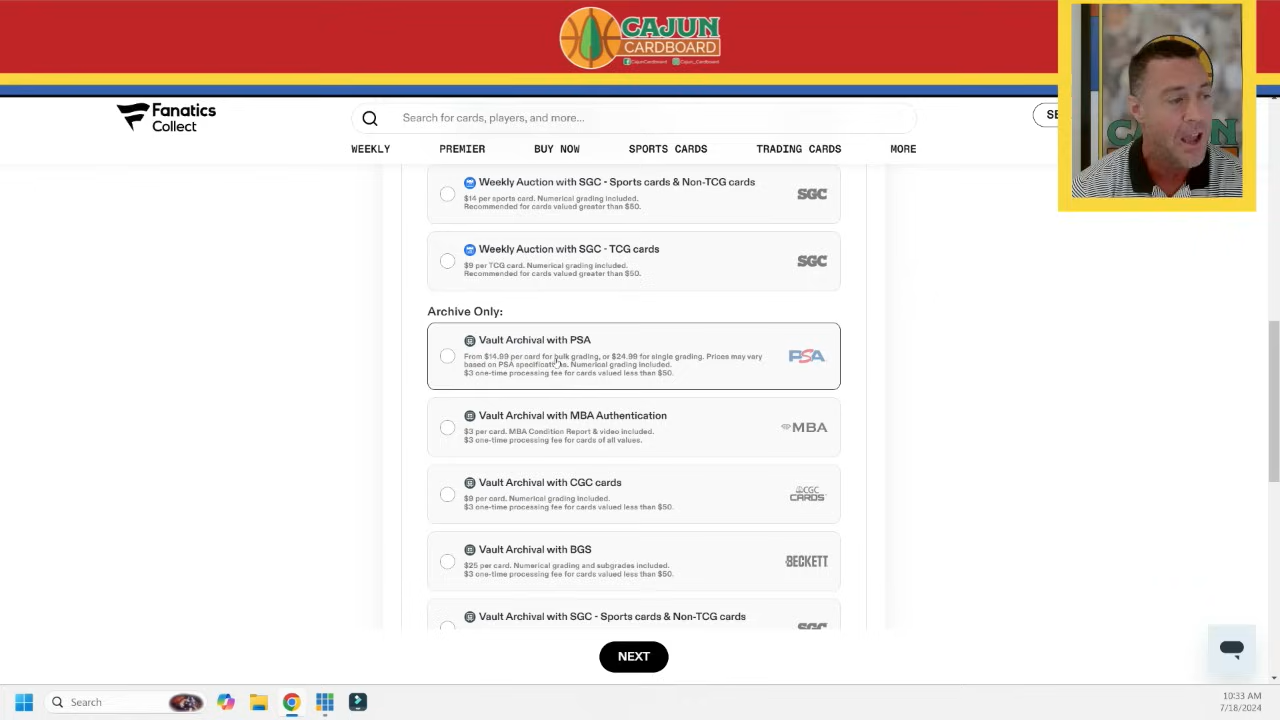 CAJUN
CARDBOARD
CajunCardboard Cajun_Cardboard
Fanatics
Collect
Search for cards, players, and more...
SE
WEEKLY PREMIER BUY NOW SPORTS CARDS TRADING CARDS MORE
Weekly Auction with SGC - Sports cards & Non-TCG cards
$14 per sports card. Numerical grading included.
Recommended for cards valued greater than $50.
SGC
Weekly Auction with SGC - TCG cards
$9 per TCG card. Numerical grading included.
Recommended for cards valued greater than $50.
SGC
Archive Only:
Vault Archival with PSA
From $14.99 per card for bulk grading, or $24.99 for single grading. Prices may vary
based on PSA specifications. Numerical grading included.
$3 one-time processing fee for cards valued less than $50.
PSA
Vault Archival with MBA Authentication
$3 per card. MBA Condition Report & video included.
$3 one-time processing fee for cards of all values.
MBA
Vault Archival with CGC cards
$9 per card. Numerical grading included.
$3 one-time processing fee for cards valued less than $50.
CGC
CARDS
Vault Archival with BGS
$25 per card. Numerical grading and subgrades included.
$3 one-time processing fee for cards valued less than $50.
BECKETT
Vault Archival with SGC - Sports cards & Non-TCG cards
SGC
NEXT
Search
10:33 AM
7/18/2024